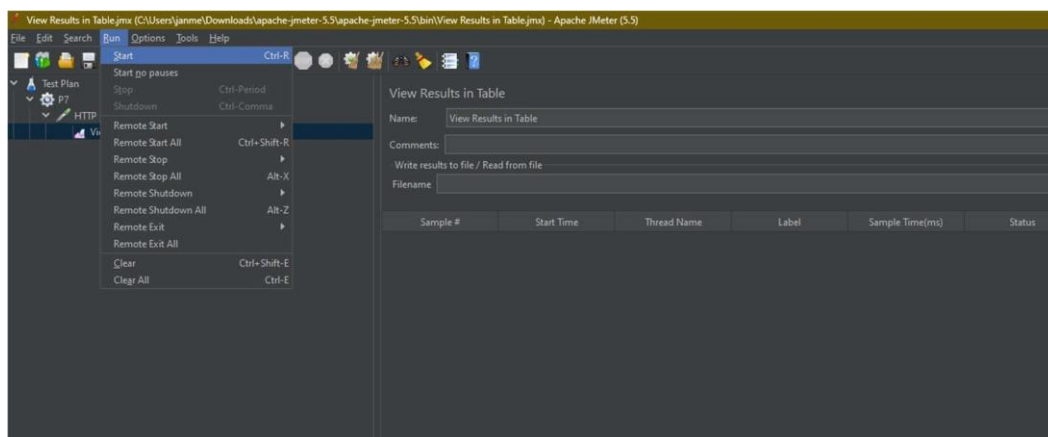 View Results in Table.jmx (C:\Users\janme\Downloads\apache-jmeter-5.5\apache-jmeter-5.5\bin\View Results in Table.jmx) - Apache JMeter (5.5)
File Edit Search Run Options Tools Help
Start Ctrl-R
Start no pauses
Stop Ctrl-Period
Shutdown Ctrl-Comma
Remote Start
Remote Start All Ctrl+Shift-R
Remote Stop
Remote Stop All Alt-X
Remote Shutdown
Remote Shutdown All Alt-Z
Remote Exit
Remote Exit All
Clear Ctrl+Shift-E
Clear All Ctrl-E
Test Plan
P7
HTTP
Vi
View Results in Table
Name: View Results in Table
Comments:
Write results to file / Read from file
Filename
Sample # Start Time Thread Name Label Sample Time(ms) Status